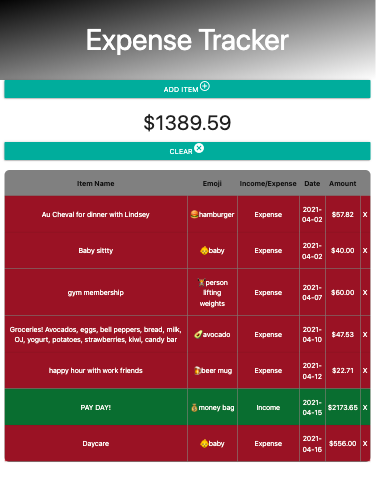 Expense Tracker
ADD ITEM
$1389.59
CLEAR
Item Name Emoji Income/Expense Date Amount
Au Cheval for dinner with Lindsey 🍔hamburger Expense 2021-04-02 $57.82 X
Baby sittty 👶baby Expense 2021-04-02 $40.00 X
gym membership 🏋person lifting weights Expense 2021-04-07 $60.00 X
Groceries! Avocados, eggs, bell peppers, bread, milk,
OJ, yogurt, potatoes, strawberries, kiwi, candy bar 🥑avocado Expense 2021-04-10 $47.53 X
happy hour with work friends 🍺beer mug Expense 2021-04-12 $22.71 X
PAY DAY! 💰money bag Income 2021-04-15 $2173.65 X
Daycare 👶baby Expense 2021-04-16 $556.00 X